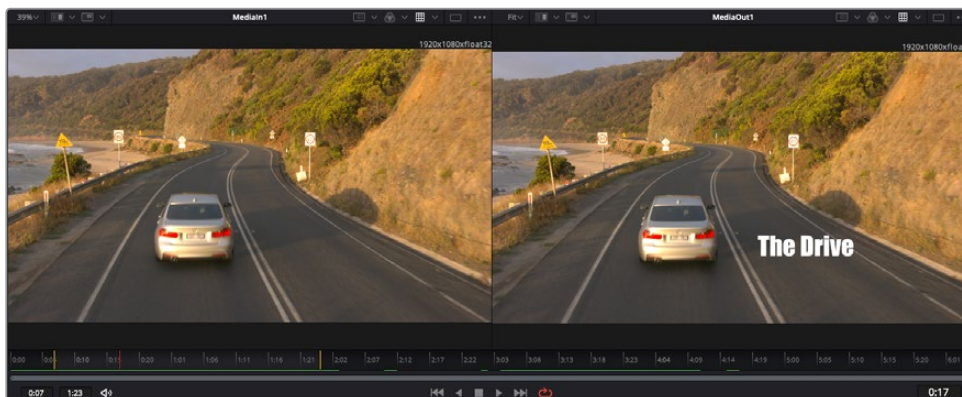 39% MediaIn1 Fit MediaOut1
1920x1080xfloat32 1920x1080xfloat
The Drive
0:00 0:05 0:10 0:15 0:20 1:01 1:06 1:11 1:16 1:21 2:02 2:07 2:12 2:17 2:22 3:03 3:08 3:13 3:18 3:23 4:04 4:09 4:14 4:19 5:00 5:05 5:10 5:15 5:20 6:01
0:07 1:23 0:17